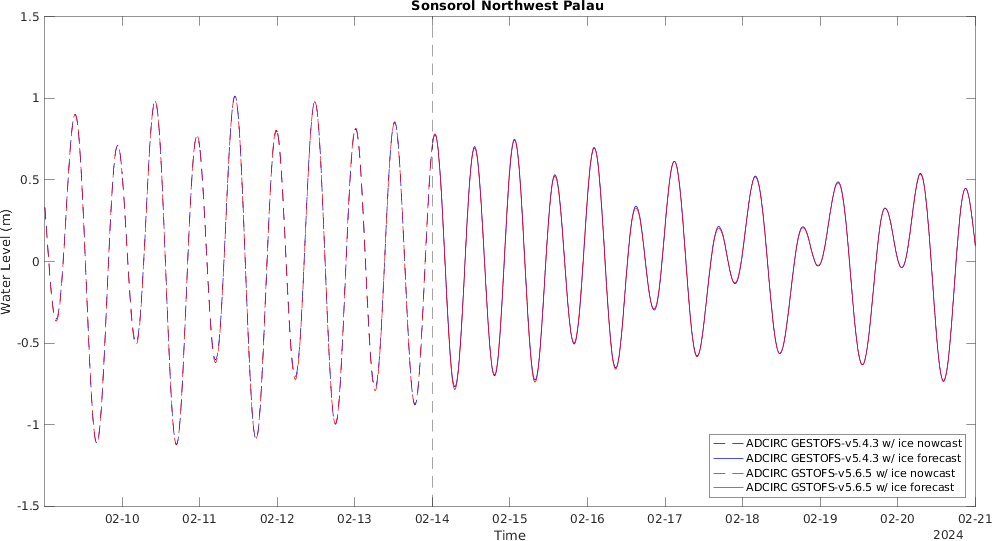 Sonsorol Northwest Palau
1.5
1
0.5
0
-0.5
-1
-1.5
Water Level (m)
02-10 02-11 02-12 02-13 02-14 02-15 02-16 02-17 02-18 02-19 02-20 02-21
Time
2024
ADCIRC GESTOFS-v5.4.3 w/ ice nowcast
ADCIRC GESTOFS-v5.4.3 w/ ice forecast
ADCIRC GSTOFS-v5.6.5 w/ ice nowcast
ADCIRC GSTOFS-v5.6.5 w/ ice forecast